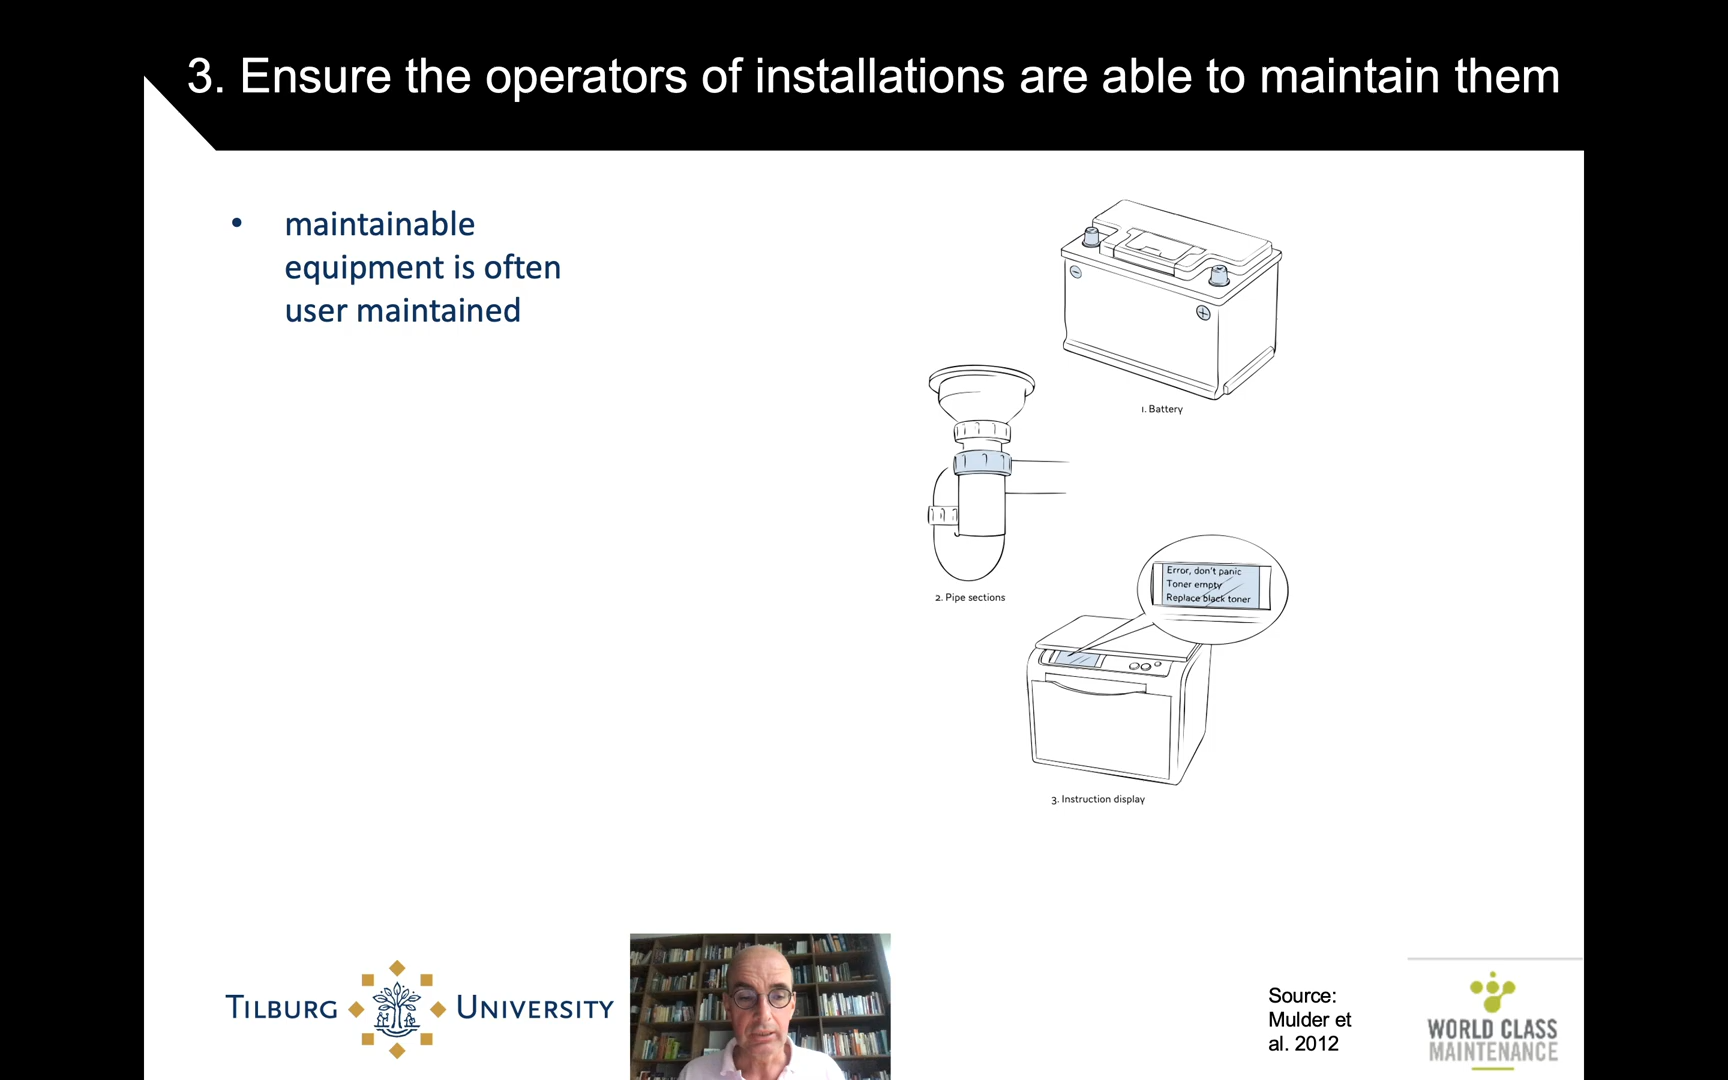 3. Ensure the operators of installations are able to maintain them
• maintainable
equipment is often
user maintained
1. Battery
2. Pipe sections
Error, don't panic
Toner empty
Replace black toner
3. Instruction display
TILBURG UNIVERSITY
Source:
Mulder et
al. 2012
WORLD CLASS
MAINTENANCE